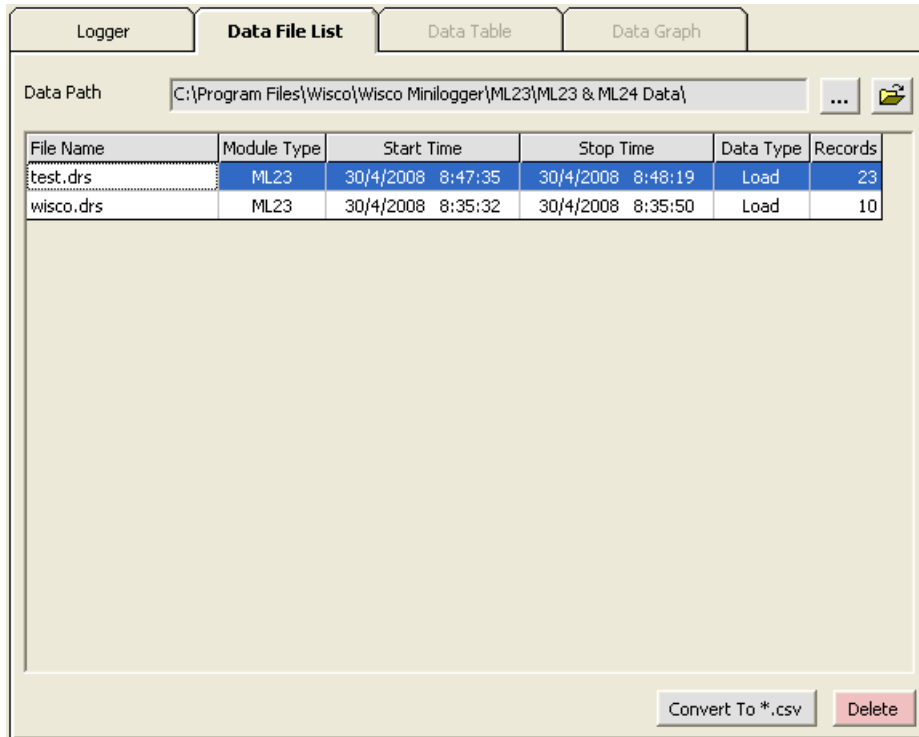 Logger Data File List Data Table Data Graph
Data Path C:\Program Files\Wisco\Wisco Minilogger\ML23\ML23 & ML24 Data\ ...
File Name Module Type Start Time Stop Time Data Type Records
test.drs ML23 30/4/2008 8:47:35 30/4/2008 8:48:19 Load 23
wisco.drs ML23 30/4/2008 8:35:32 30/4/2008 8:35:50 Load 10
Convert To *.csv Delete